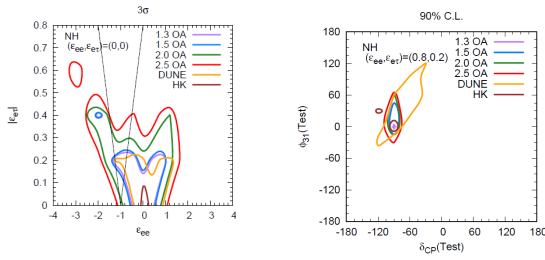 3σ
NH
(εee,εeτ)=(0,0)
1.3 OA
1.5 OA
2.0 OA
2.5 OA
DUNE
HK
|εeτ|
0.8
0.7
0.6
0.5
0.4
0.3
0.2
0.1
0
-4 -3 -2 -1 0 1 2 3 4
εee
90% C.L.
NH
(εee,εeτ)=(0.8,0.2)
1.3 OA
1.5 OA
2.0 OA
2.5 OA
DUNE
HK
ϕ31(Test)
180
120
60
0
-60
-120
-180
-180 -120 -60 0 60 120 180
δCP(Test)